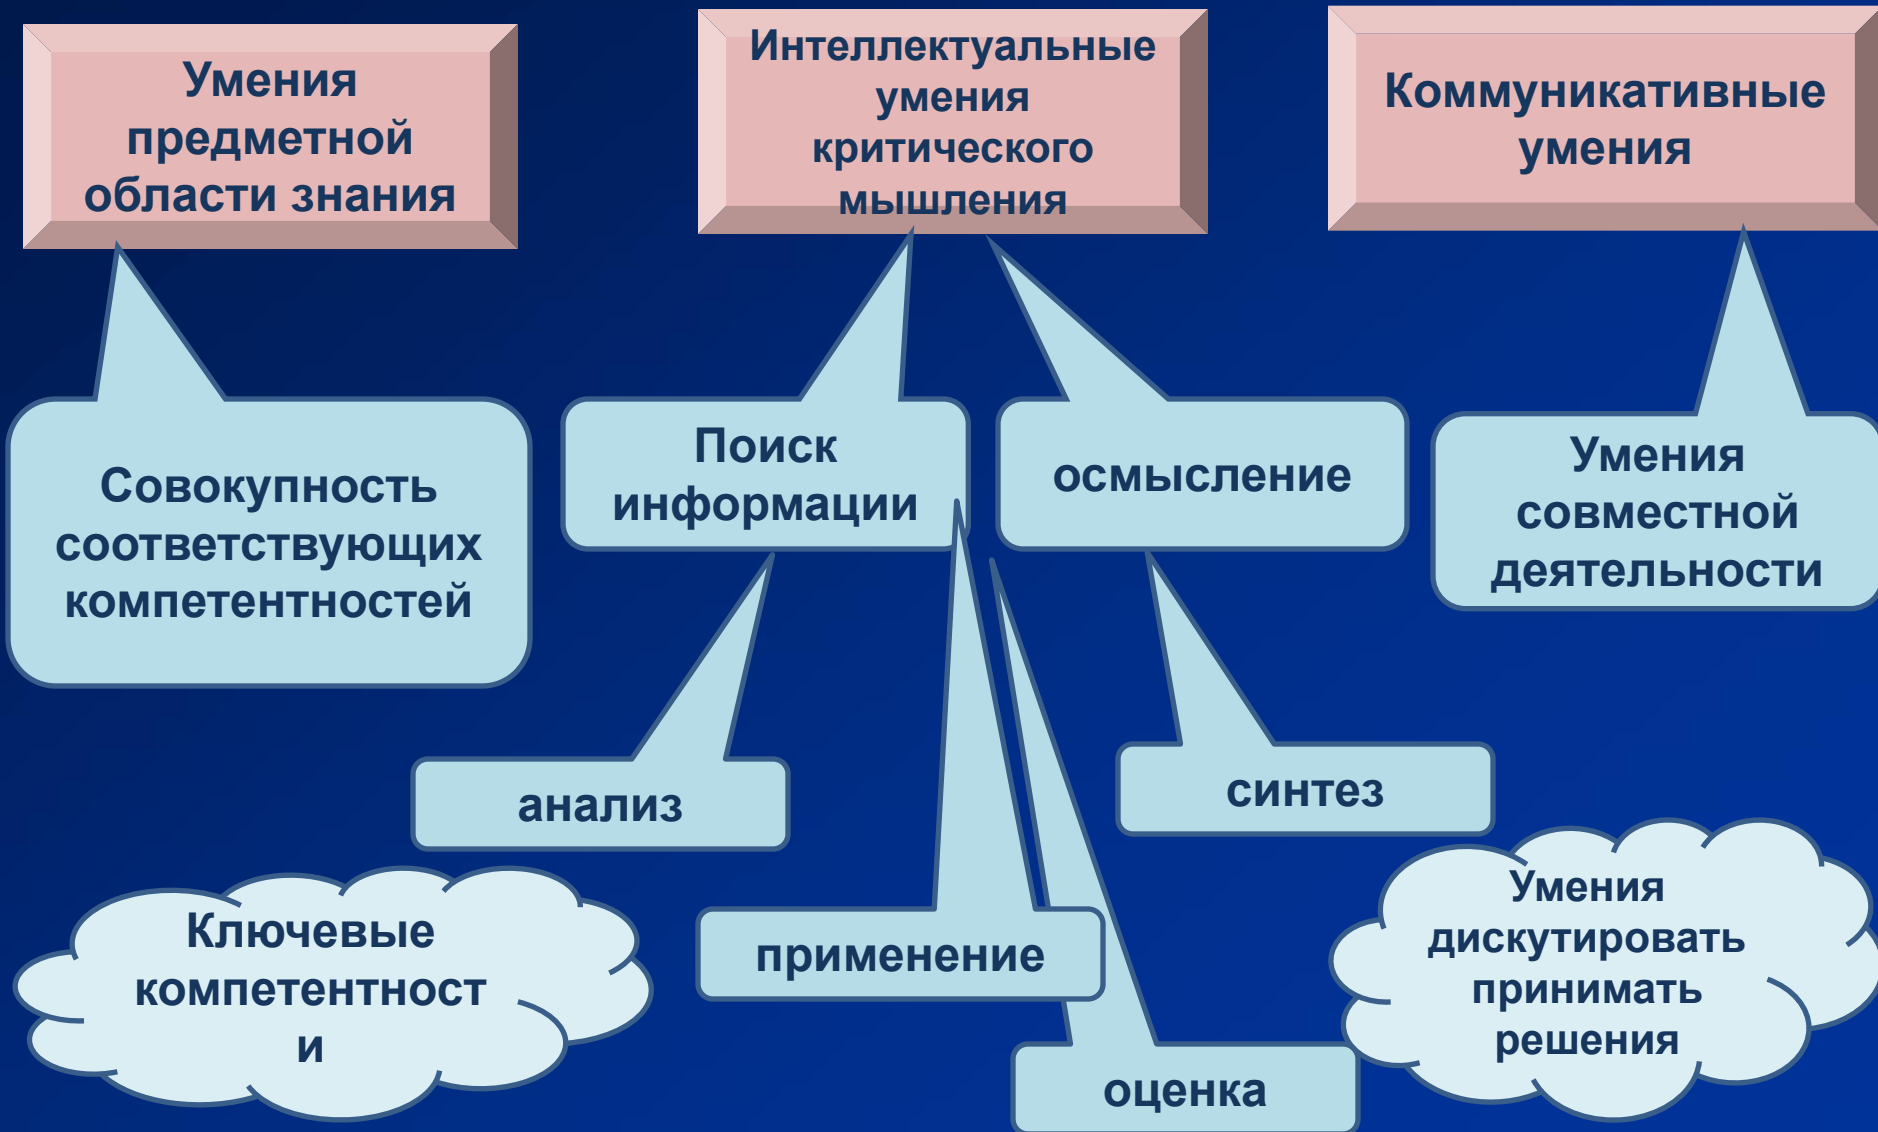 Умения
предметной
области знания
Интеллектуальные
умения
критического
мышления
Коммуникативные
умения
Совокупность
соответствующих
компетентностей
Поиск
информации
осмысление
Умения
совместной
деятельности
анализ
синтез
Ключевые
компетентност
и
применение
Умения
дискутировать
принимать
решения
оценка